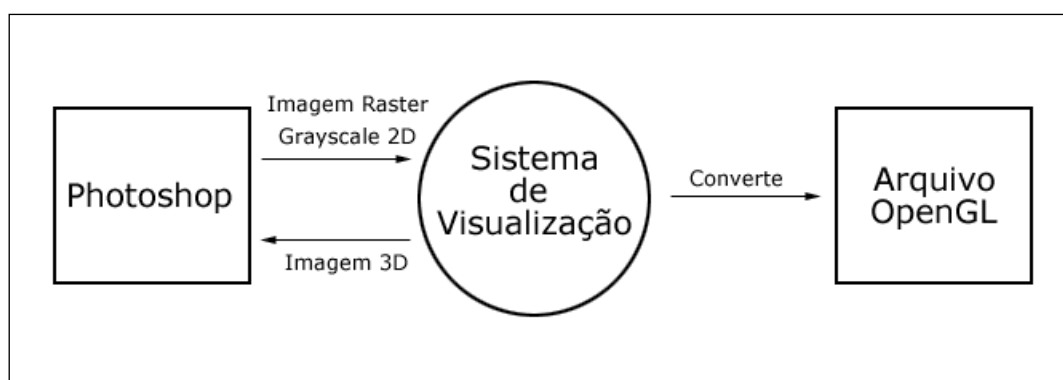 Photoshop
Imagem Raster
Grayscale 2D
Imagem 3D
Sistema
de
Visualização
Converte
Arquivo
OpenGL